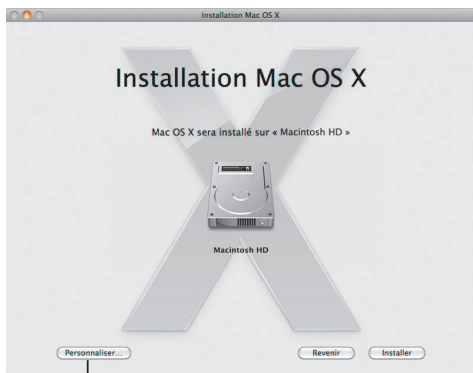 Installation Mac OS X
Installation Mac OS X
Mac OS X sera installé sur « Macintosh HD »
Macintosh HD
Personnaliser... Revenir Installer